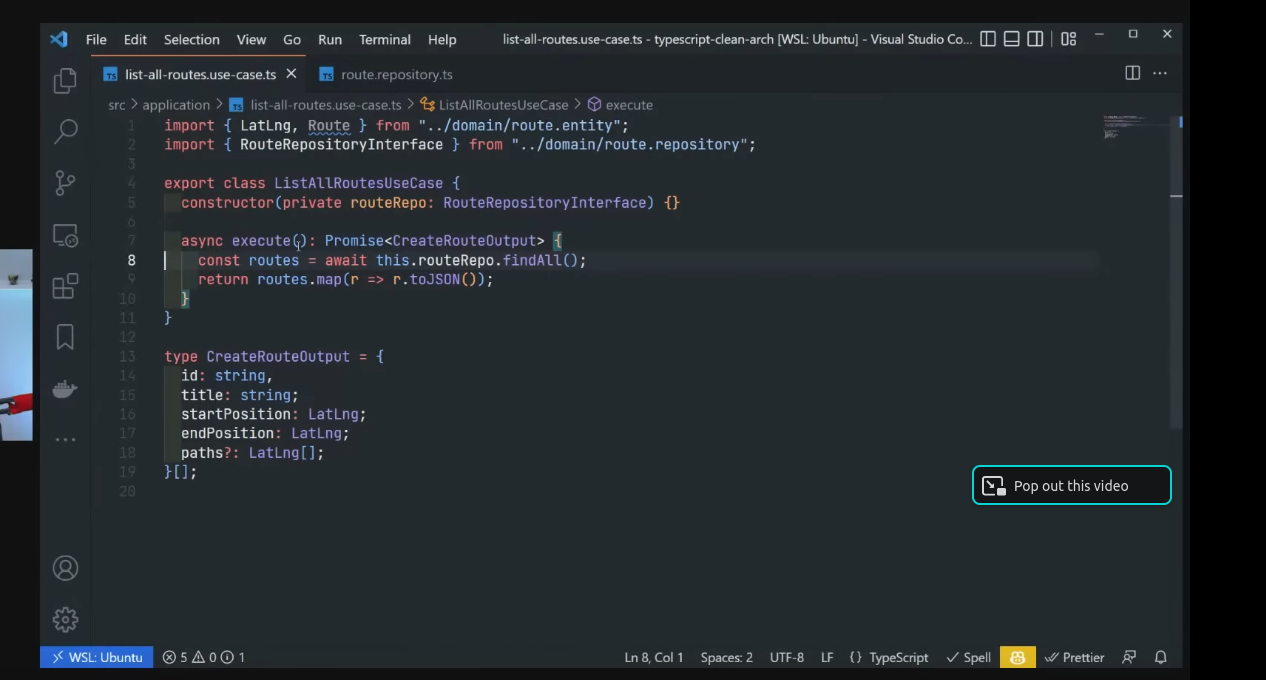 File Edit Selection View Go Run Terminal Help list-all-routes.use-case.ts - typescript-clean-arch [WSL: Ubuntu] - Visual Studio Co...
TS list-all-routes.use-case.ts TS route.repository.ts
src > application > TS list-all-routes.use-case.ts > ListAllRoutesUseCase > execute
1 import { LatLng, Route } from "../domain/route.entity";
2 import { RouteRepositoryInterface } from "../domain/route.repository";
3
4 export class ListAllRoutesUseCase {
5 constructor(private routeRepo: RouteRepositoryInterface) {}
6
7 async execute(): Promise<CreateRouteOutput> {
8 const routes = await this.routeRepo.findAll();
9 return routes.map(r => r.toJSON());
10 }
11 }
12
13 type CreateRouteOutput = {
14 id: string,
15 title: string;
16 startPosition: LatLng;
17 endPosition: LatLng;
18 paths?: LatLng[];
19 }[];
20
Pop out this video
WSL: Ubuntu 5 0 1 Ln 8, Col 1 Spaces: 2 UTF-8 LF {} TypeScript Spell Prettier